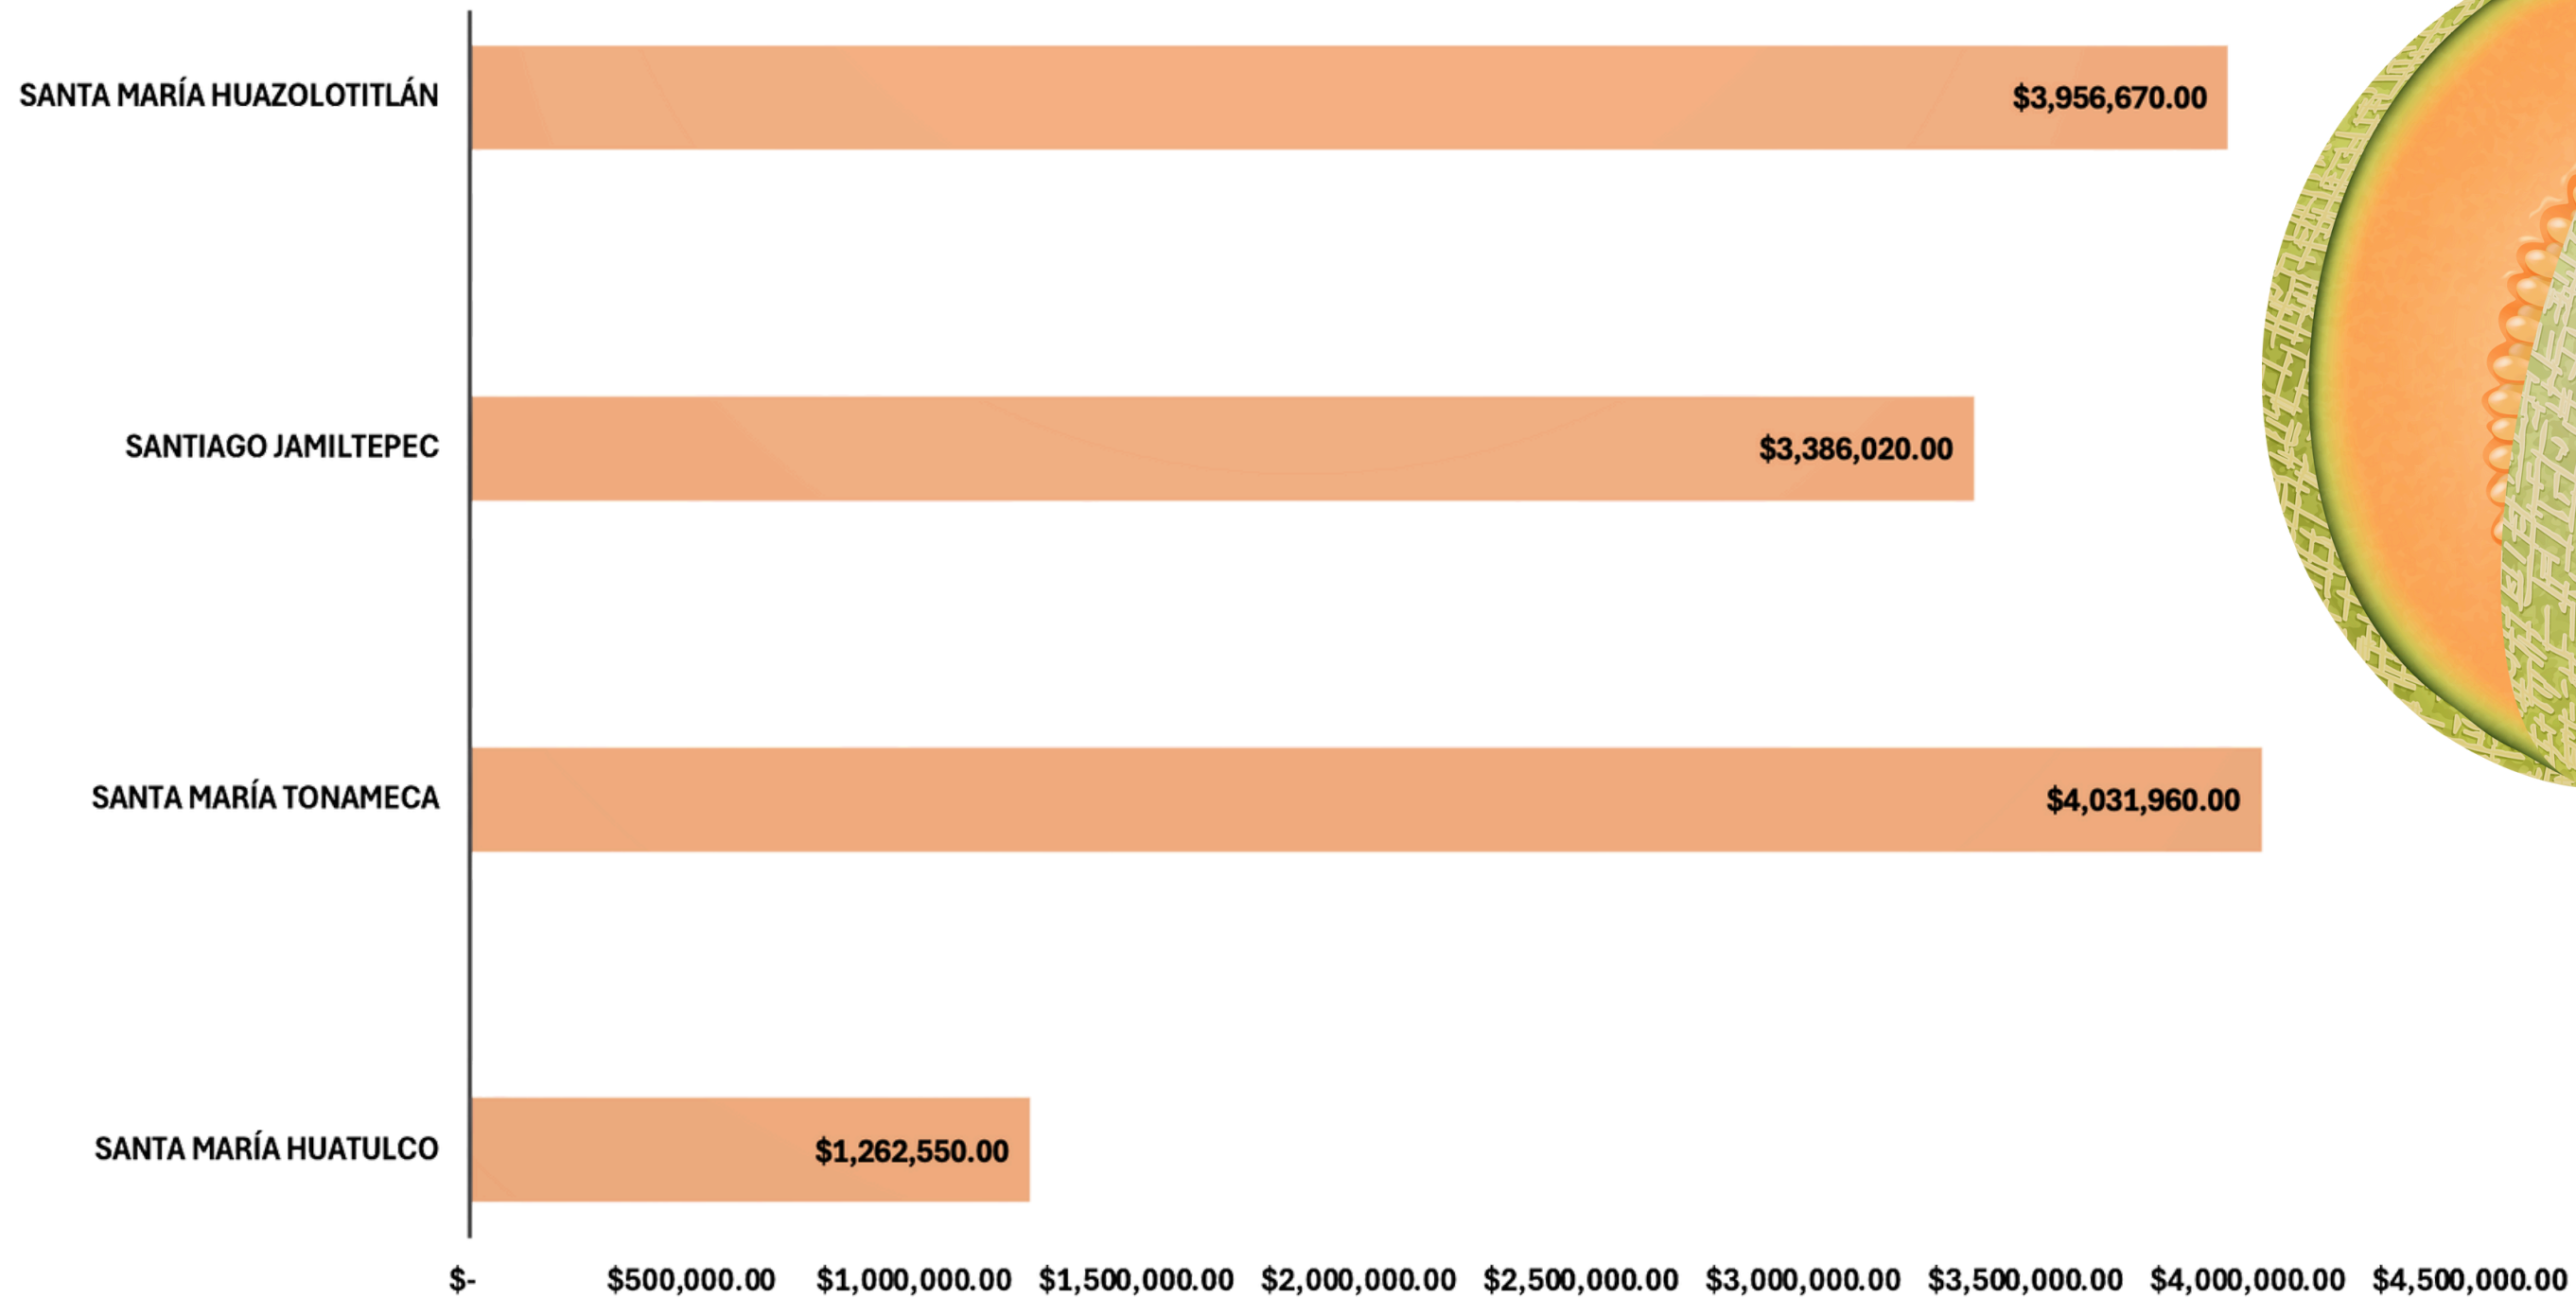 SANTA MARÍA HUAZOLOTITLÁN
$3,956,670.00
SANTIAGO JAMILTEPEC
$3,386,020.00
SANTA MARÍA TONAMECA
$4,031,960.00
SANTA MARÍA HUATULCO
$1,262,550.00
$- $500,000.00 $1,000,000.00 $1,500,000.00 $2,000,000.00 $2,500,000.00 $3,000,000.00 $3,500,000.00 $4,000,000.00 $4,500,000.00